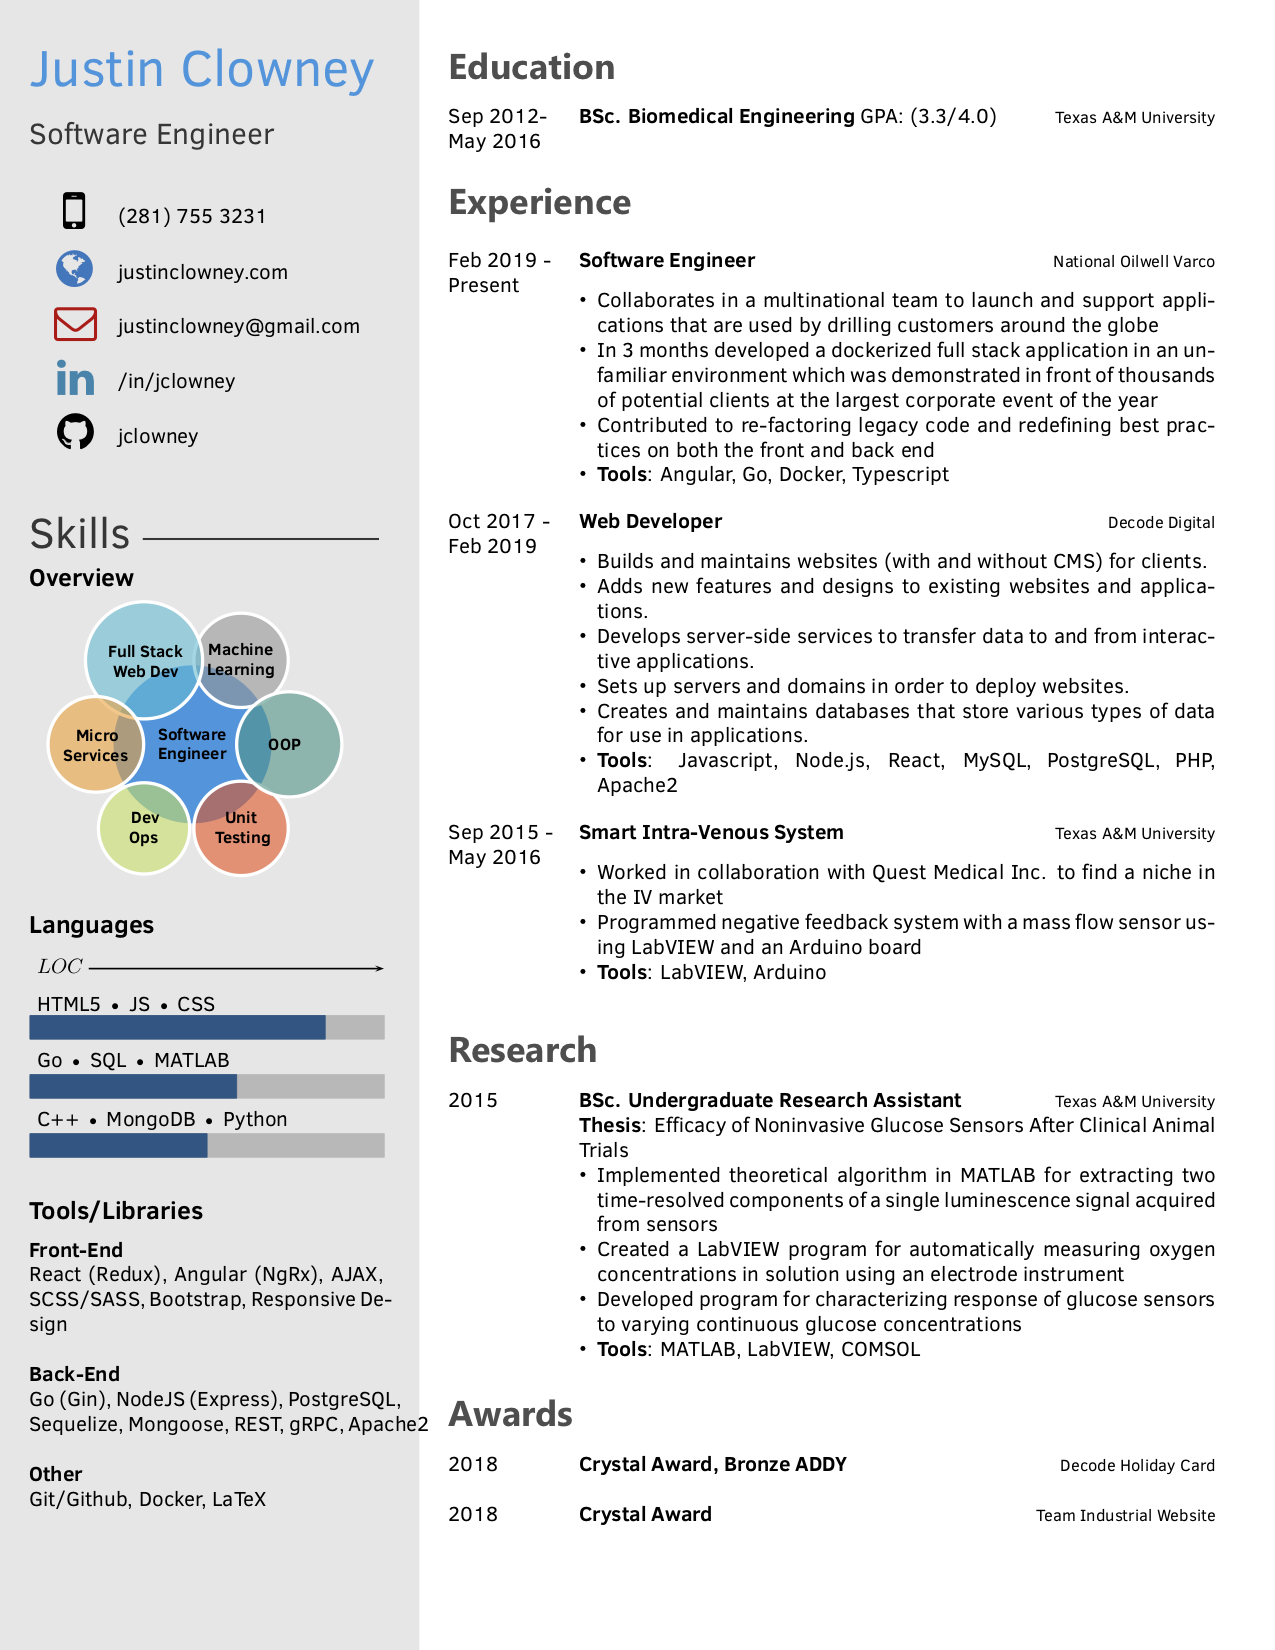 Justin Clowney
Software Engineer
(281) 755 3231
justinclowney.com
justinclowney@gmail.com
/in/jclowney
jclowney
Skills
Overview
Full Stack
Web Dev
Machine
Learning
Micro
Services
Software
Engineer
OOP
Dev
Ops
Unit
Testing
Languages
LOC
HTML5 • JS • CSS
Go • SQL • MATLAB
C++ • MongoDB • Python
Tools/Libraries
Front-End
React (Redux), Angular (NgRx), AJAX,
SCSS/SASS, Bootstrap, Responsive De-
sign
Back-End
Go (Gin), NodeJS (Express), PostgreSQL,
Sequelize, Mongoose, REST, gRPC, Apache2
Other
Git/Github, Docker, LaTeX
Education
Sep 2012- BSc. Biomedical Engineering GPA: (3.3/4.0) Texas A&M University
May 2016
Experience
Feb 2019 - Software Engineer National Oilwell Varco
Present
• Collaborates in a multinational team to launch and support appli-
cations that are used by drilling customers around the globe
• In 3 months developed a dockerized full stack application in an un-
familiar environment which was demonstrated in front of thousands
of potential clients at the largest corporate event of the year
• Contributed to re-factoring legacy code and redefining best prac-
tices on both the front and back end
• Tools: Angular, Go, Docker, Typescript
Oct 2017 - Web Developer Decode Digital
Feb 2019
• Builds and maintains websites (with and without CMS) for clients.
• Adds new features and designs to existing websites and applica-
tions.
• Develops server-side services to transfer data to and from interac-
tive applications.
• Sets up servers and domains in order to deploy websites.
• Creates and maintains databases that store various types of data
for use in applications.
• Tools: Javascript, Node.js, React, MySQL, PostgreSQL, PHP,
Apache2
Sep 2015 - Smart Intra-Venous System Texas A&M University
May 2016
• Worked in collaboration with Quest Medical Inc. to find a niche in
the IV market
• Programmed negative feedback system with a mass flow sensor us-
ing LabVIEW and an Arduino board
• Tools: LabVIEW, Arduino
Research
2015 BSc. Undergraduate Research Assistant Texas A&M University
Thesis: Efficacy of Noninvasive Glucose Sensors After Clinical Animal
Trials
• Implemented theoretical algorithm in MATLAB for extracting two
time-resolved components of a single luminescence signal acquired
from sensors
• Created a LabVIEW program for automatically measuring oxygen
concentrations in solution using an electrode instrument
• Developed program for characterizing response of glucose sensors
to varying continuous glucose concentrations
• Tools: MATLAB, LabVIEW, COMSOL
Awards
2018 Crystal Award, Bronze ADDY Decode Holiday Card
2018 Crystal Award Team Industrial Website